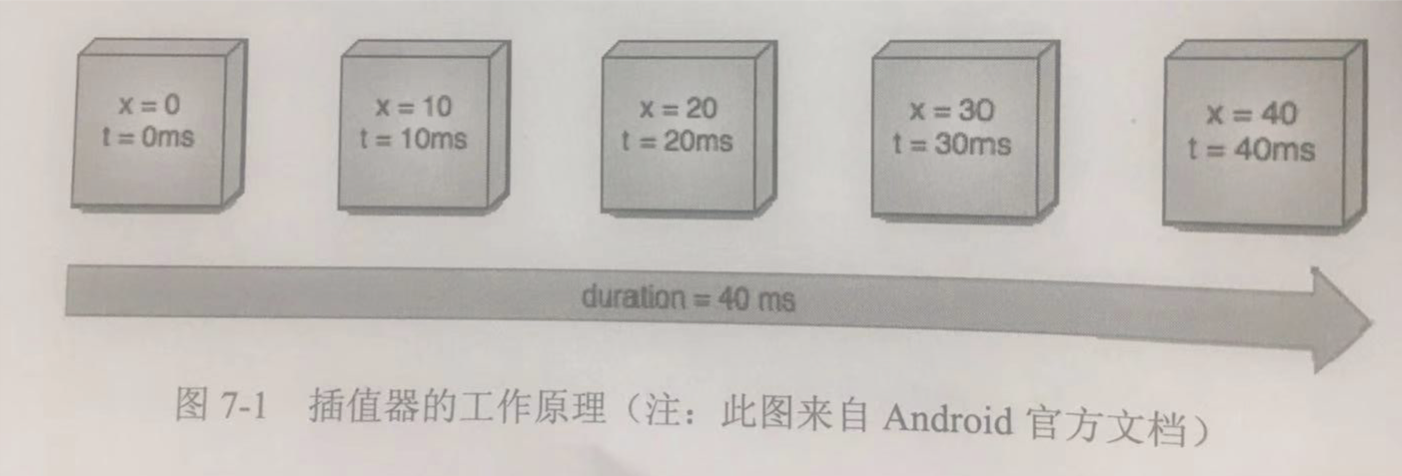 x = 0
t = 0ms
x = 10
t = 10ms
x = 20
t = 20ms
x = 30
t = 30ms
x = 40
t = 40ms
duration = 40 ms
图 7-1 插值器的工作原理（注：此图来自 Android 官方文档）